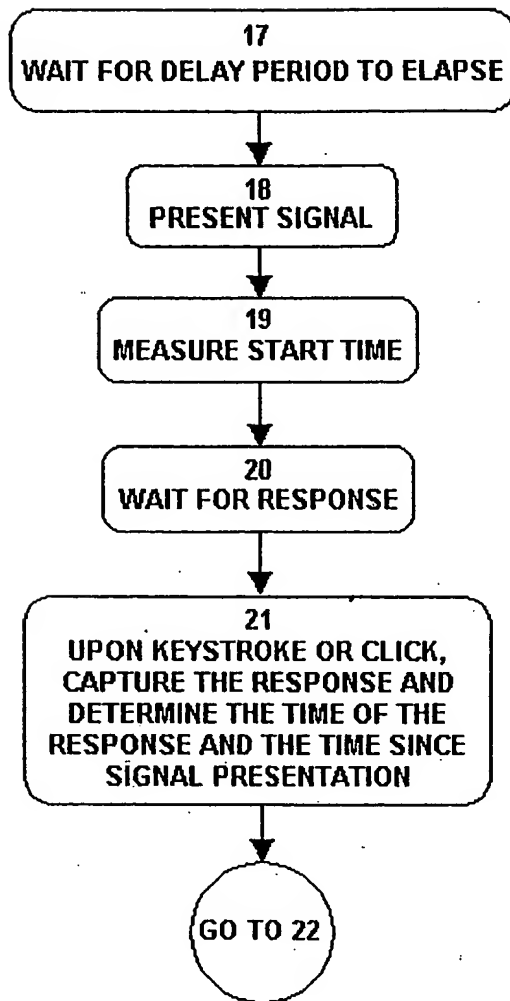 17
WAIT FOR DELAY PERIOD TO ELAPSE
18
PRESENT SIGNAL
19
MEASURE START TIME
20
WAIT FOR RESPONSE
21
UPON KEYSTROKE OR CLICK,
CAPTURE THE RESPONSE AND
DETERMINE THE TIME OF THE
RESPONSE AND THE TIME SINCE
SIGNAL PRESENTATION
GO TO 22